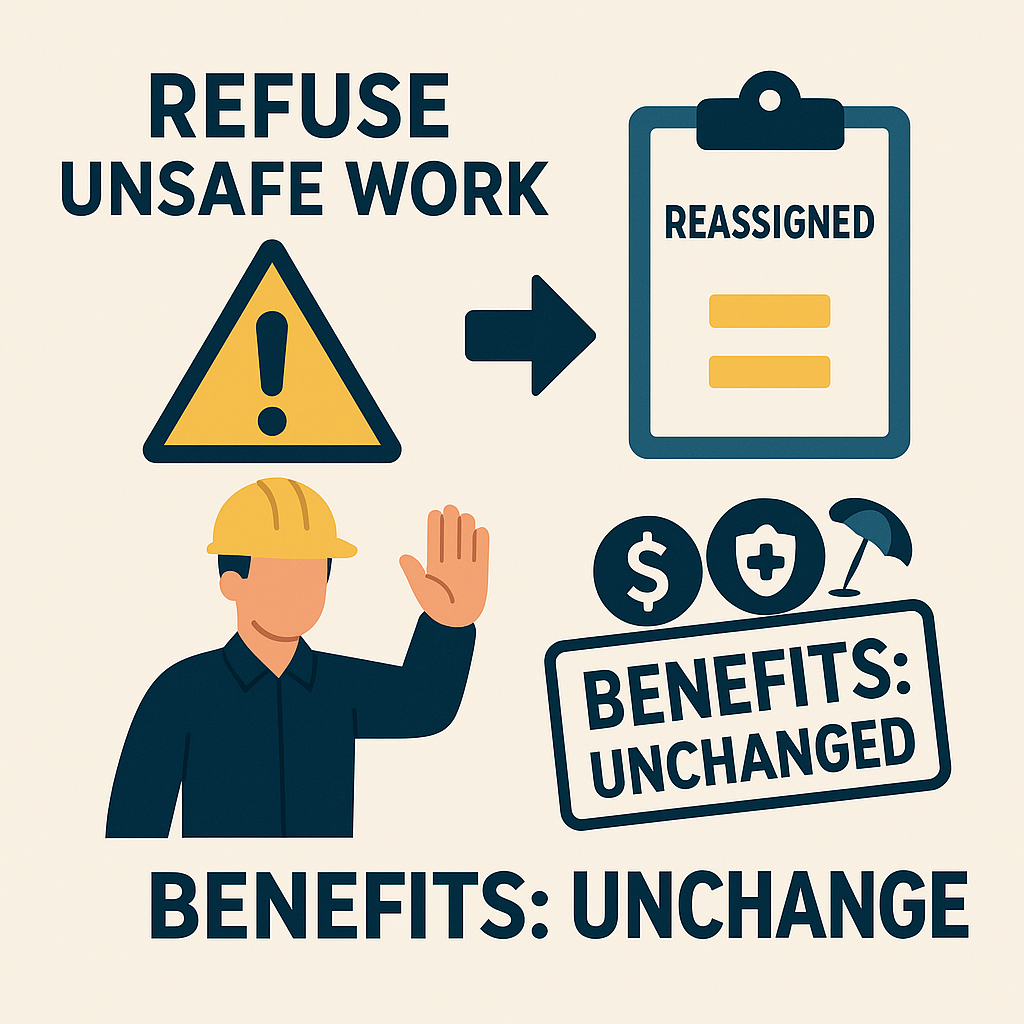 REFUSE
UNSAFE WORK
!
REASSIGNED
$
BENEFITS:
UNCHANGED
BENEFITS: UNCHANGE